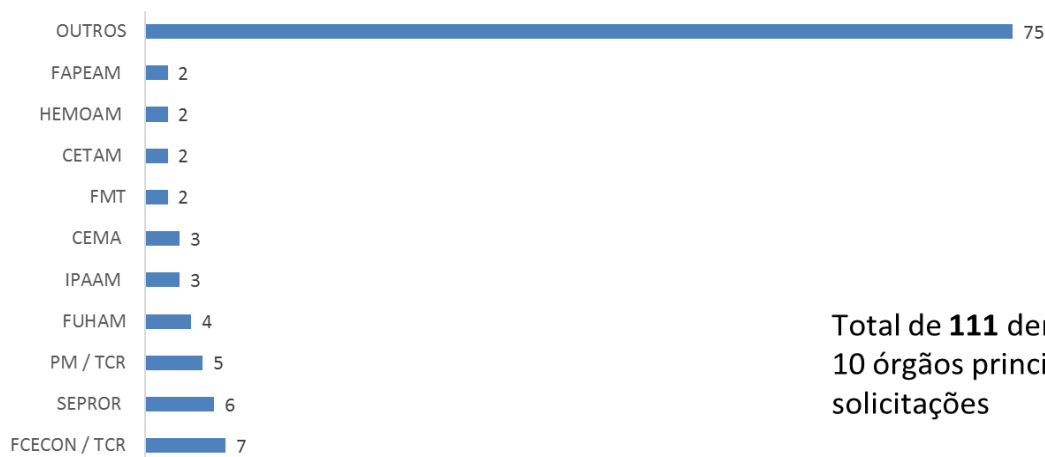 OUTROS 75
FAPEAM 2
HEMOAM 2
CETAM 2
FMT 2
CEMA 3
IPAAM 3
FUHAM 4
PM / TCR 5
SEPROR 6
FCECON / TCR 7
Total de 111
10 órgãos
solicitações